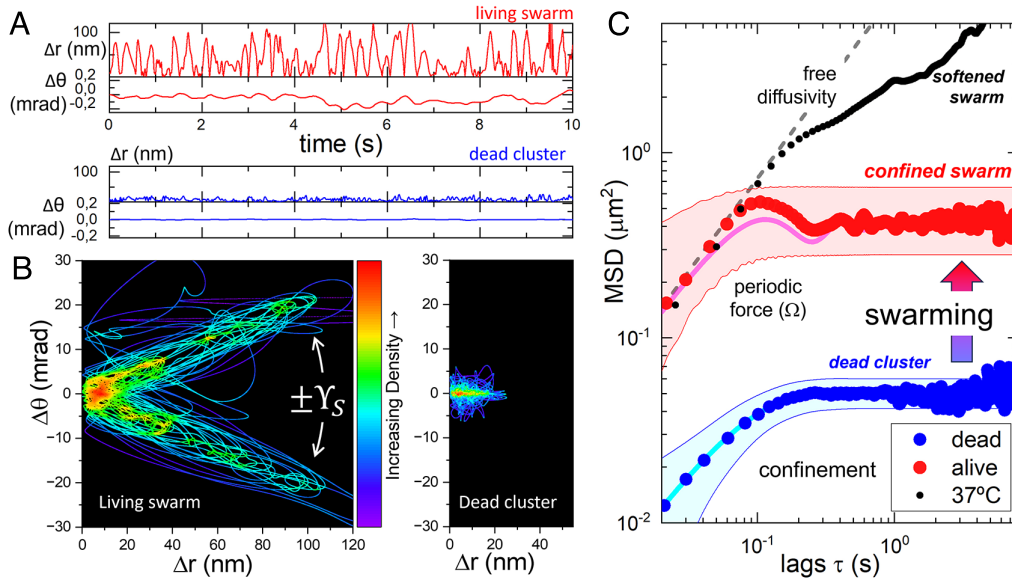 A
living swarm
Δr
(nm)
100
Δθ
(mrad)
0,2
0,0
-0,2
0 2 4 6 8 10
time (s)
Δr (nm)
dead cluster
100
Δθ
(mrad)
0,2
0,0
-0,2
B
30
20
10
0
−10
−20
−30
Δθ (mrad)
±ϒS
Living swarm
0 20 40 60 80 100 120
Δr (nm)
Increasing Density →
30
20
10
0
−10
−20
−30
Dead cluster
0 20 40
Δr (nm)
C
MSD (μm²)
10⁰
10⁻¹
10⁻²
free
diffusivity
softened
swarm
confined swarm
periodic
force (Ω)
swarming
dead cluster
confinement
dead
alive
37ºC
10⁻¹ 10⁰
lags τ (s)